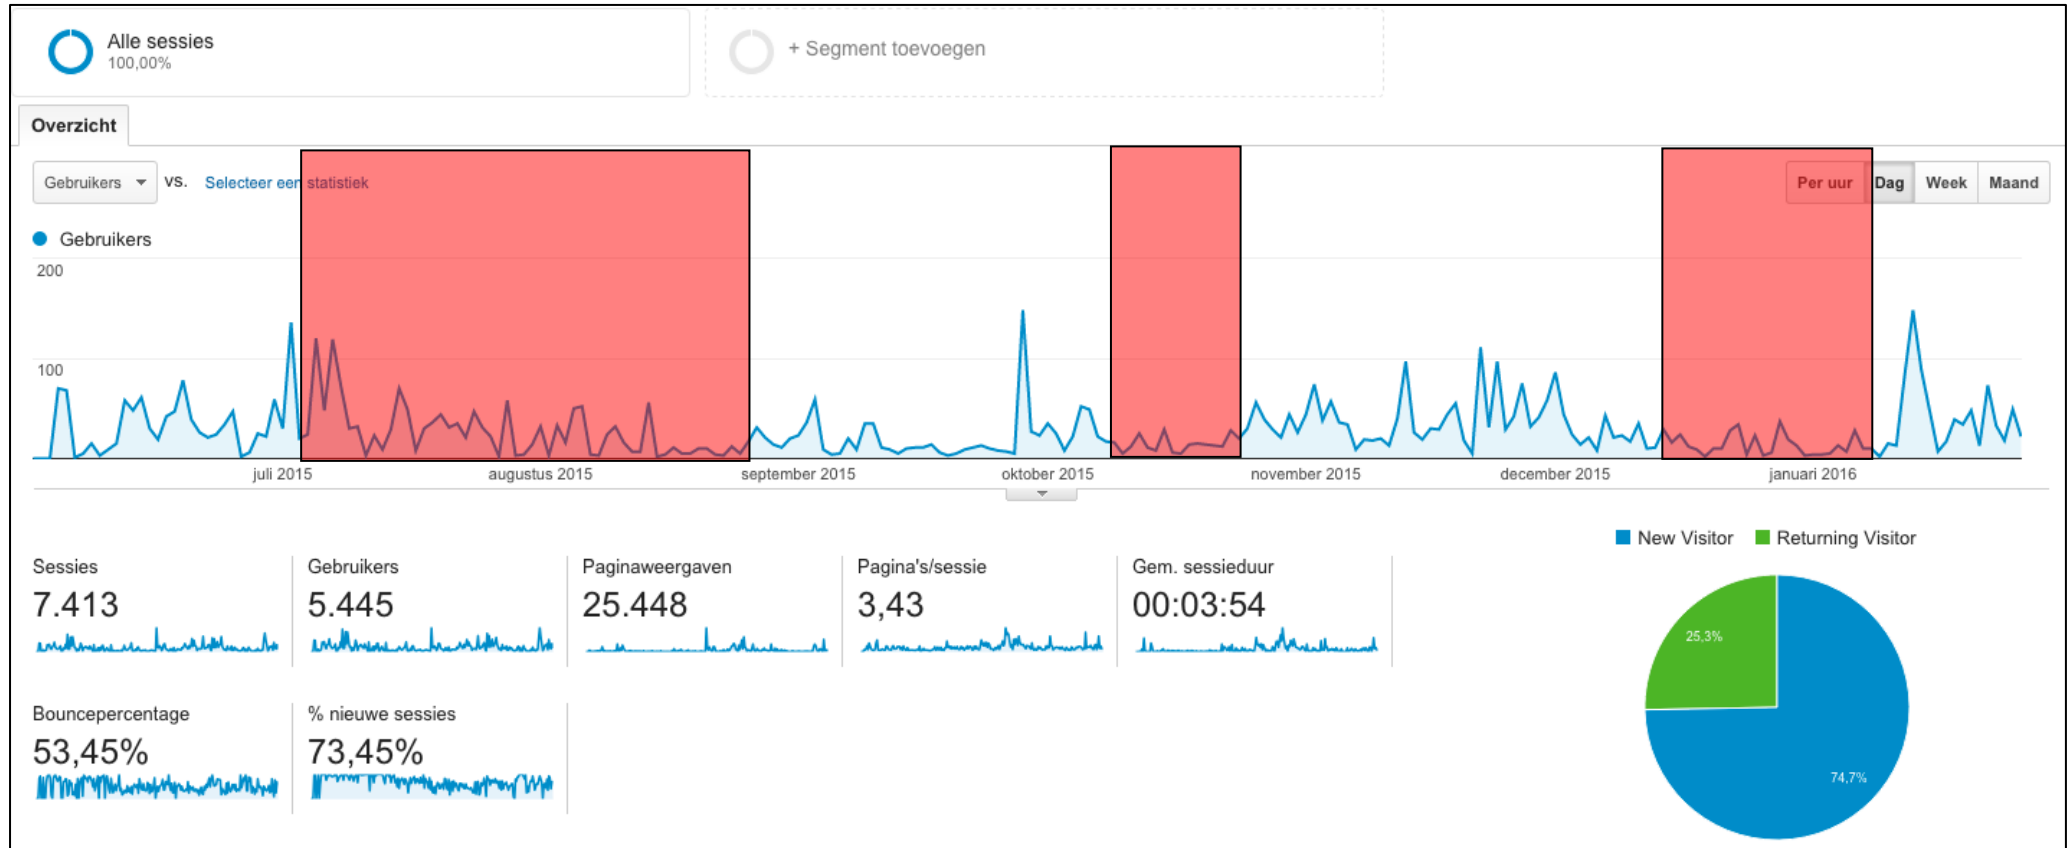 Alle sessies
100,00%
+ Segment toevoegen
Overzicht
Gebruikers VS. Selecteer een statistiek
Per uur Dag Week Maand
Gebruikers
200
100
juli 2015 augustus 2015 september 2015 oktober 2015 november 2015 december 2015 januari 2016
New Visitor Returning Visitor
Sessies
7.413
Gebruikers
5.445
Paginaweergaven
25.448
Pagina's/sessie
3,43
Gem. sessieduur
00:03:54
Bouncepercentage
53,45%
% nieuwe sessies
73,45%
25,3%
74,7%